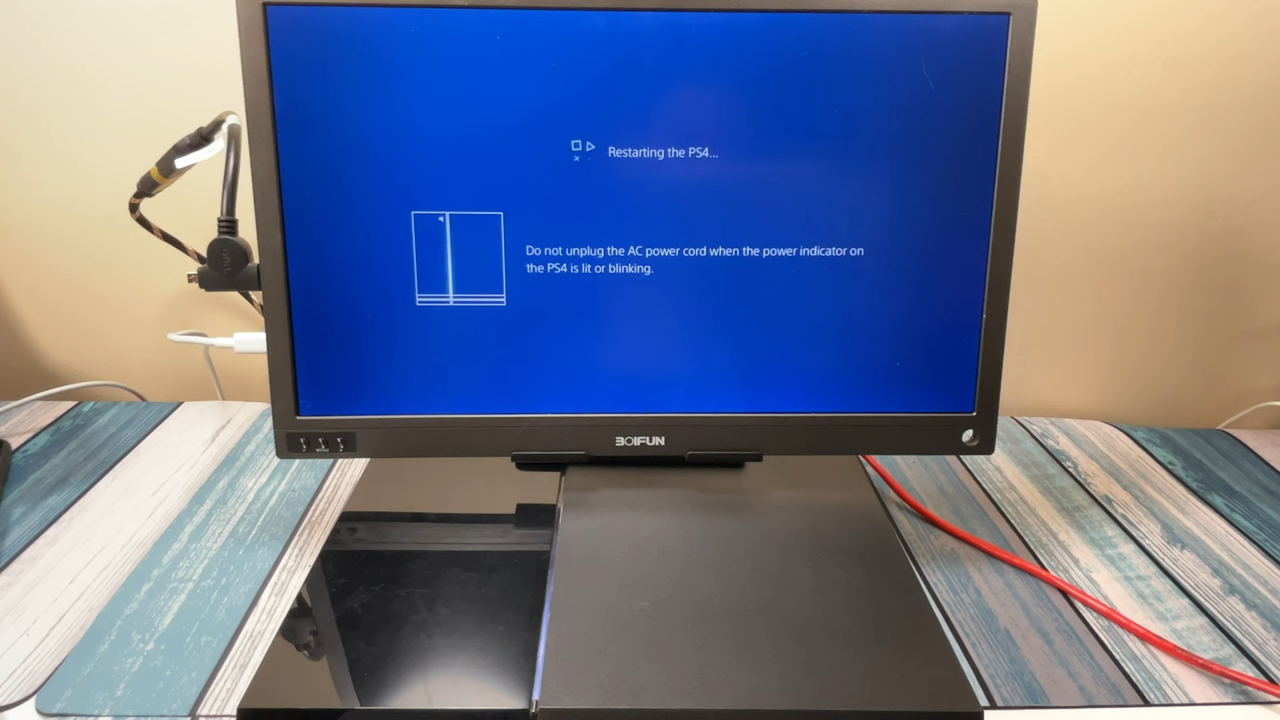 Restarting the PS4...
Do not unplug the AC power cord when the power indicator on
the PS4 is lit or blinking.
BOIFUN